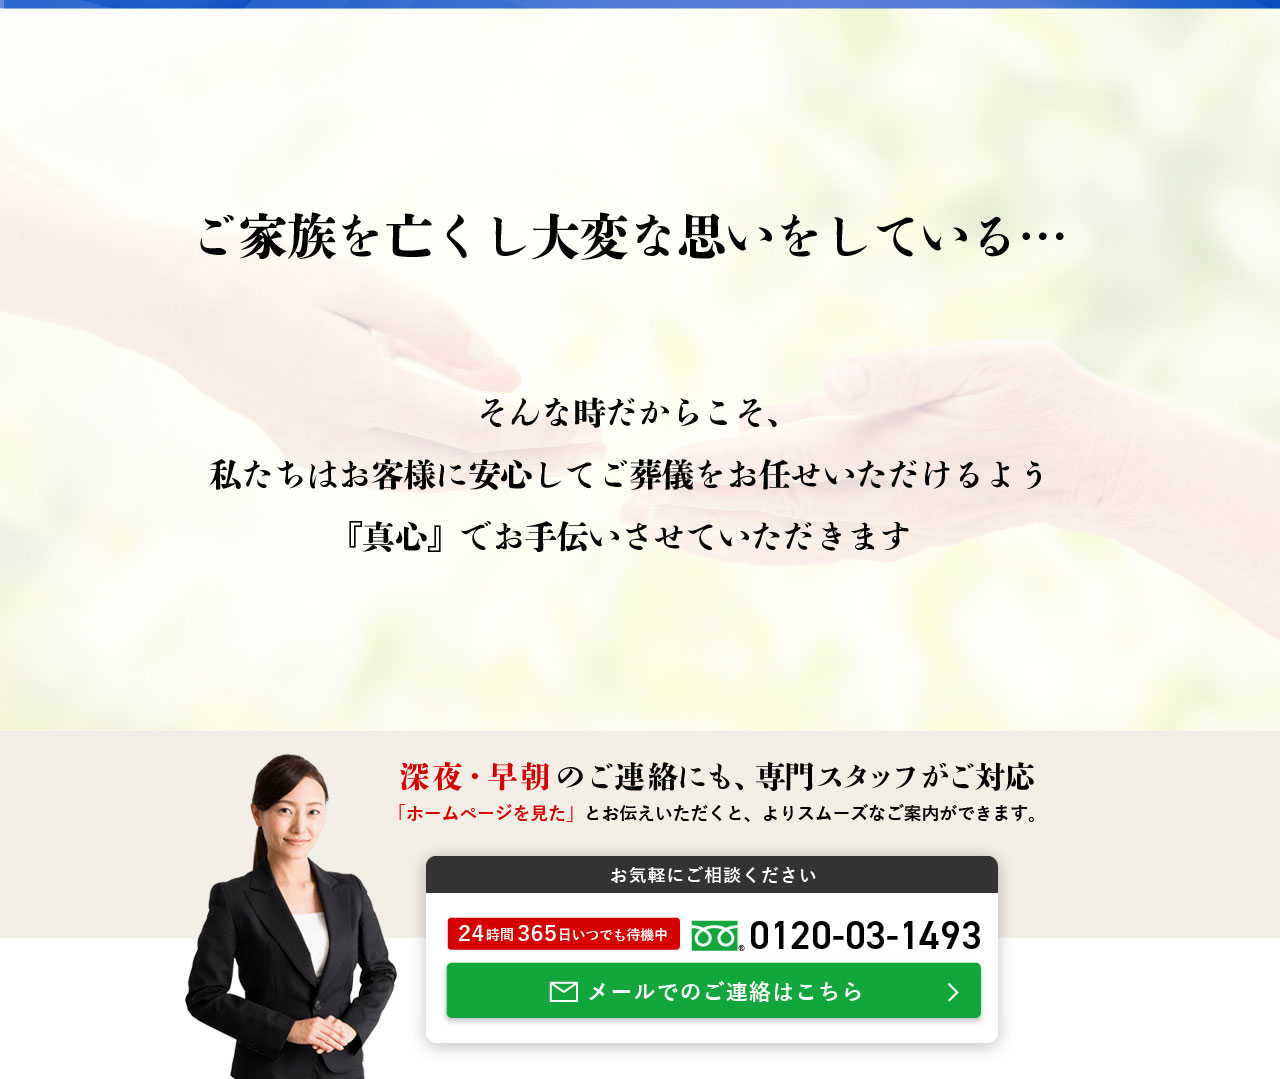 ご家族を亡くし大変な思いをしている…
そんな時だからこそ、
私たちはお客様に安心してご葬儀をお任せいただけるよう
『真心』でお手伝いさせていただきます
深夜・早朝のご連絡にも、専門スタッフがご対応
「ホームページを見た」とお伝えいただくと、よりスムーズなご案内ができます。
お気軽にご相談ください
24時間365日いつでも待機中 ® 0120-03-1493
メールでのご連絡はこちら